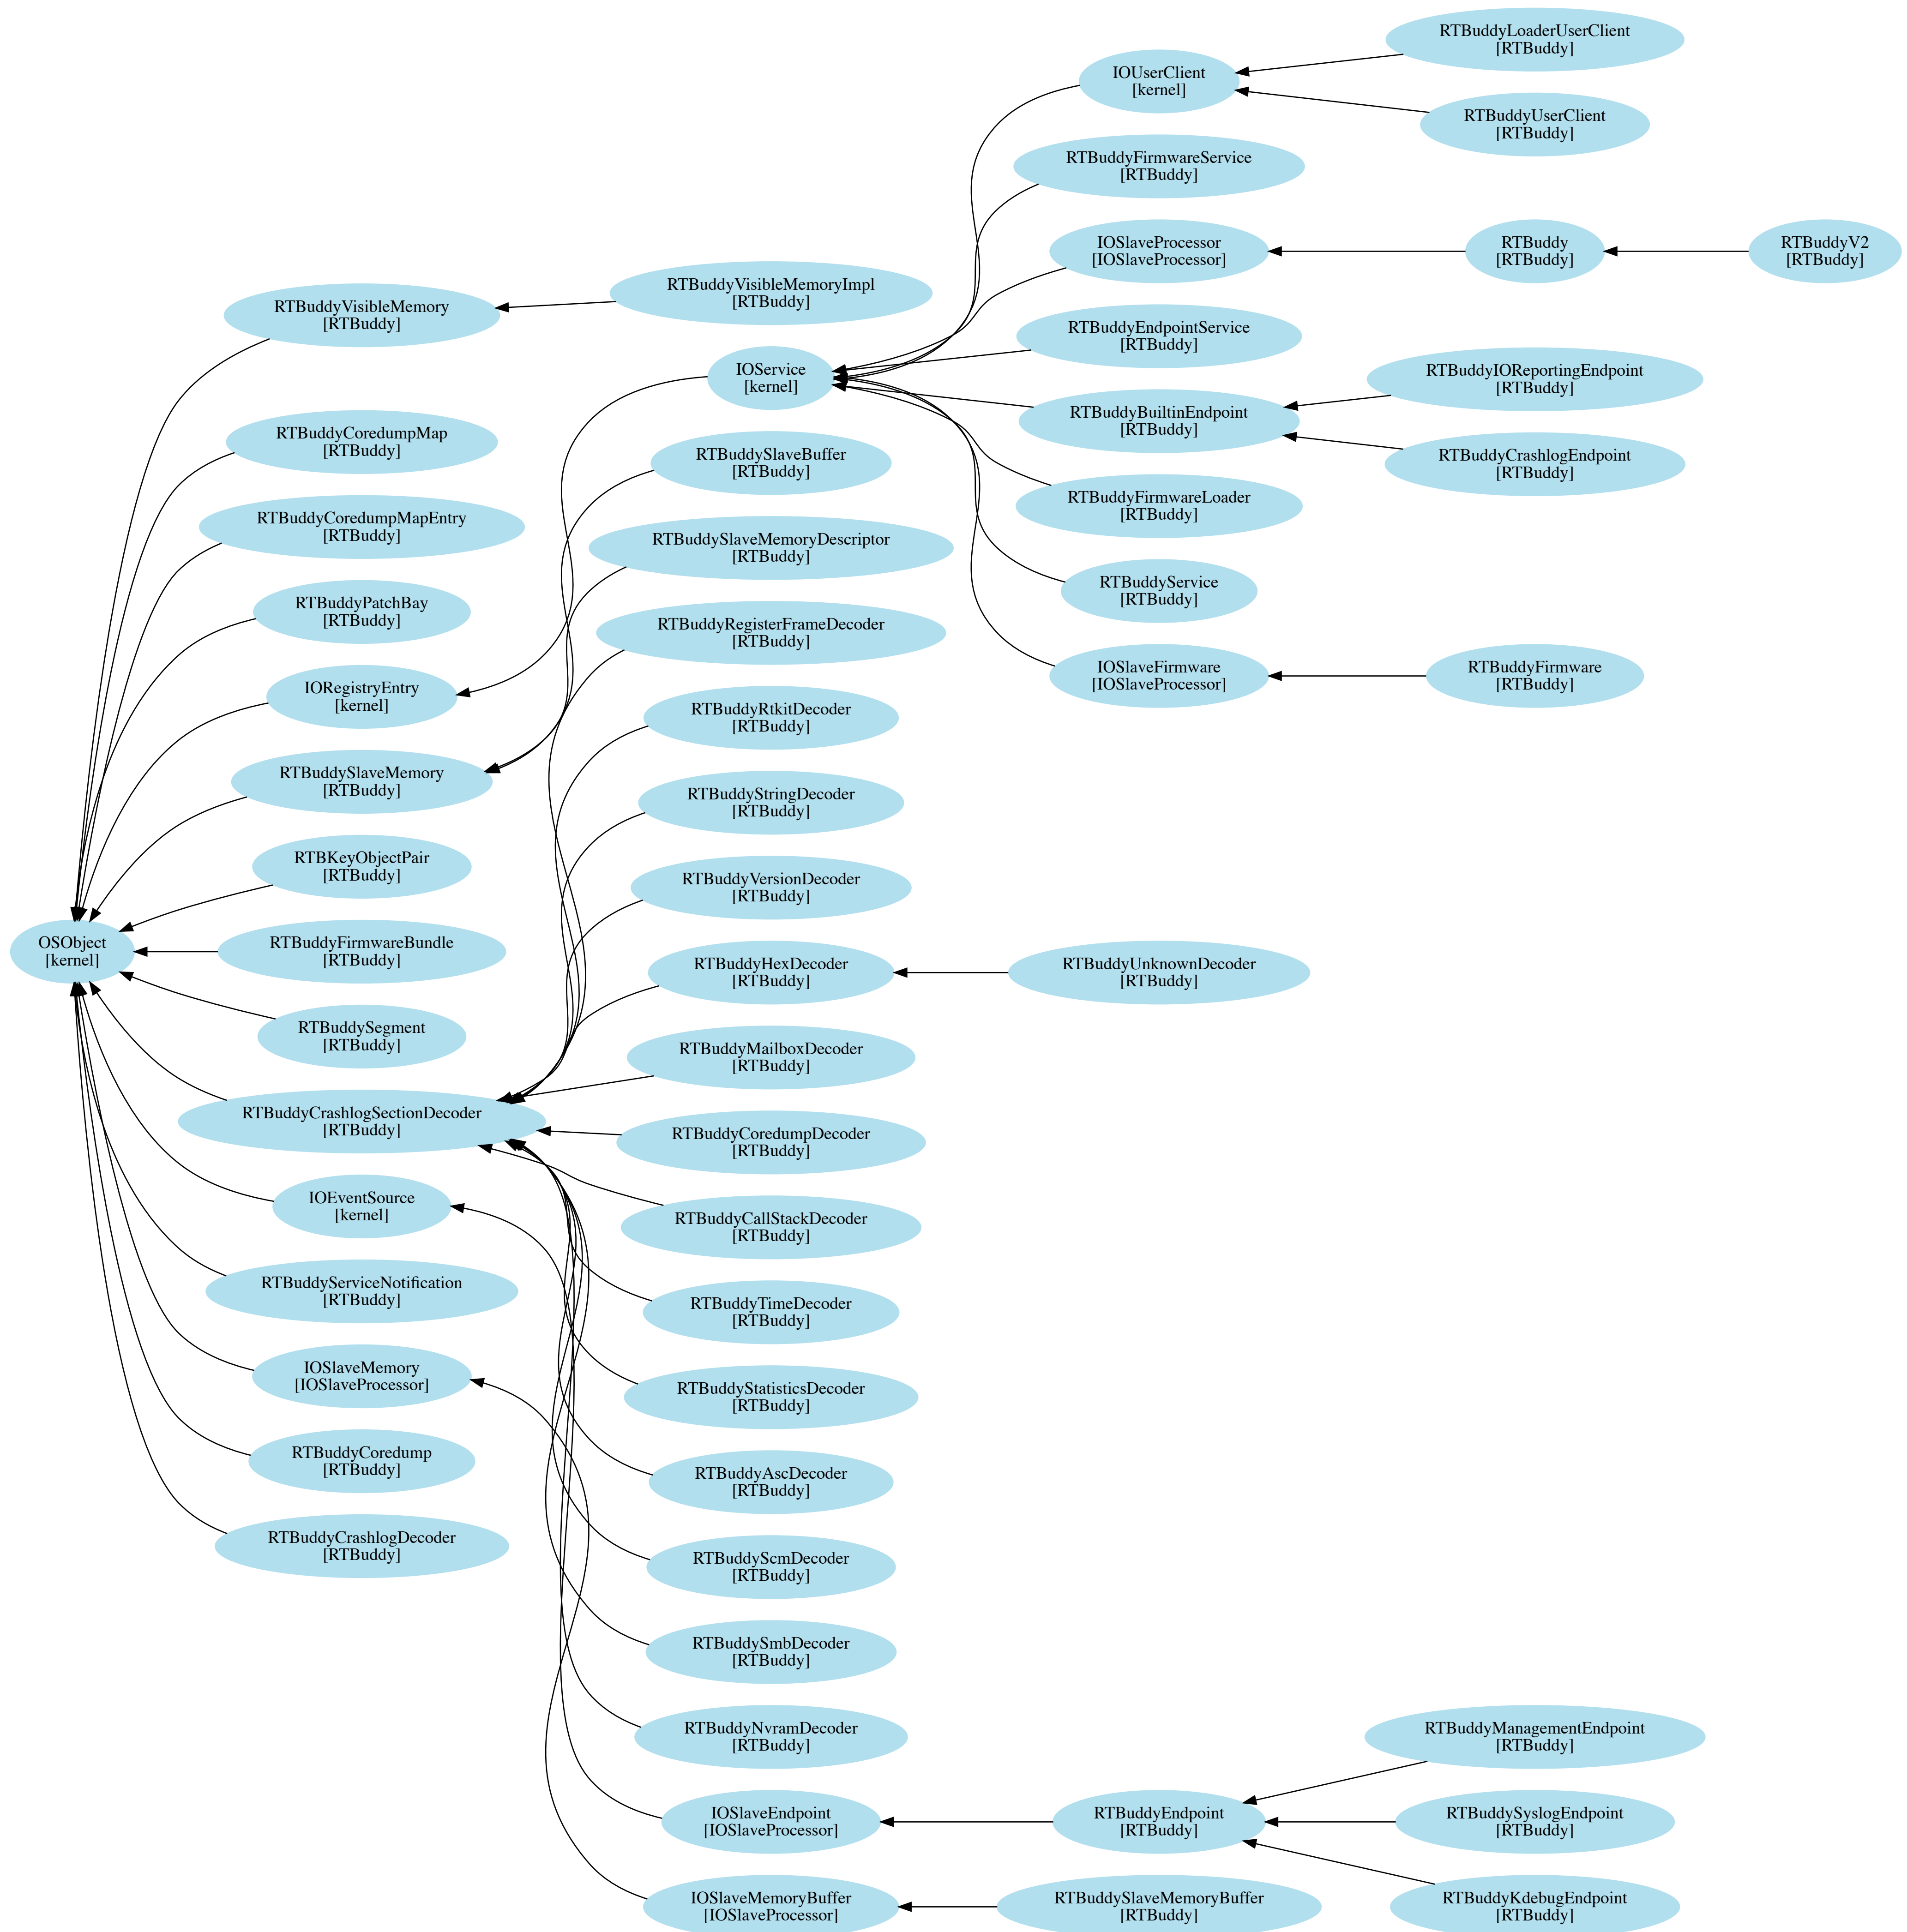 OSObject
[kernel]
RTBuddyVisibleMemory
[RTBuddy]
RTBuddyCoredumpMap
[RTBuddy]
RTBuddyCoredumpMapEntry
[RTBuddy]
RTBuddyPatchBay
[RTBuddy]
IORegistryEntry
[kernel]
RTBuddySlaveMemory
[RTBuddy]
RTBKeyObjectPair
[RTBuddy]
RTBuddyFirmwareBundle
[RTBuddy]
RTBuddySegment
[RTBuddy]
RTBuddyCrashlogSectionDecoder
[RTBuddy]
IOEventSource
[kernel]
RTBuddyServiceNotification
[RTBuddy]
IOSlaveMemory
[IOSlaveProcessor]
RTBuddyCoredump
[RTBuddy]
RTBuddyCrashlogDecoder
[RTBuddy]
RTBuddyVisibleMemoryImpl
[RTBuddy]
IOService
[kernel]
RTBuddySlaveBuffer
[RTBuddy]
RTBuddySlaveMemoryDescriptor
[RTBuddy]
RTBuddyRegisterFrameDecoder
[RTBuddy]
RTBuddyRtkitDecoder
[RTBuddy]
RTBuddyStringDecoder
[RTBuddy]
RTBuddyVersionDecoder
[RTBuddy]
RTBuddyHexDecoder
[RTBuddy]
RTBuddyMailboxDecoder
[RTBuddy]
RTBuddyCoredumpDecoder
[RTBuddy]
RTBuddyCallStackDecoder
[RTBuddy]
RTBuddyTimeDecoder
[RTBuddy]
RTBuddyStatisticsDecoder
[RTBuddy]
RTBuddyAscDecoder
[RTBuddy]
RTBuddyScmDecoder
[RTBuddy]
RTBuddySmbDecoder
[RTBuddy]
RTBuddyNvramDecoder
[RTBuddy]
IOSlaveEndpoint
[IOSlaveProcessor]
IOSlaveMemoryBuffer
[IOSlaveProcessor]
IOUserClient
[kernel]
RTBuddyFirmwareService
[RTBuddy]
IOSlaveProcessor
[IOSlaveProcessor]
RTBuddyEndpointService
[RTBuddy]
RTBuddyBuiltinEndpoint
[RTBuddy]
RTBuddyFirmwareLoader
[RTBuddy]
RTBuddyService
[RTBuddy]
IOSlaveFirmware
[IOSlaveProcessor]
RTBuddyUnknownDecoder
[RTBuddy]
RTBuddyEndpoint
[RTBuddy]
RTBuddySlaveMemoryBuffer
[RTBuddy]
RTBuddyLoaderUserClient
[RTBuddy]
RTBuddyUserClient
[RTBuddy]
RTBuddy
[RTBuddy]
RTBuddyIOReportingEndpoint
[RTBuddy]
RTBuddyCrashlogEndpoint
[RTBuddy]
RTBuddyFirmware
[RTBuddy]
RTBuddyManagementEndpoint
[RTBuddy]
RTBuddySyslogEndpoint
[RTBuddy]
RTBuddyKdebugEndpoint
[RTBuddy]
RTBuddyV2
[RTBuddy]